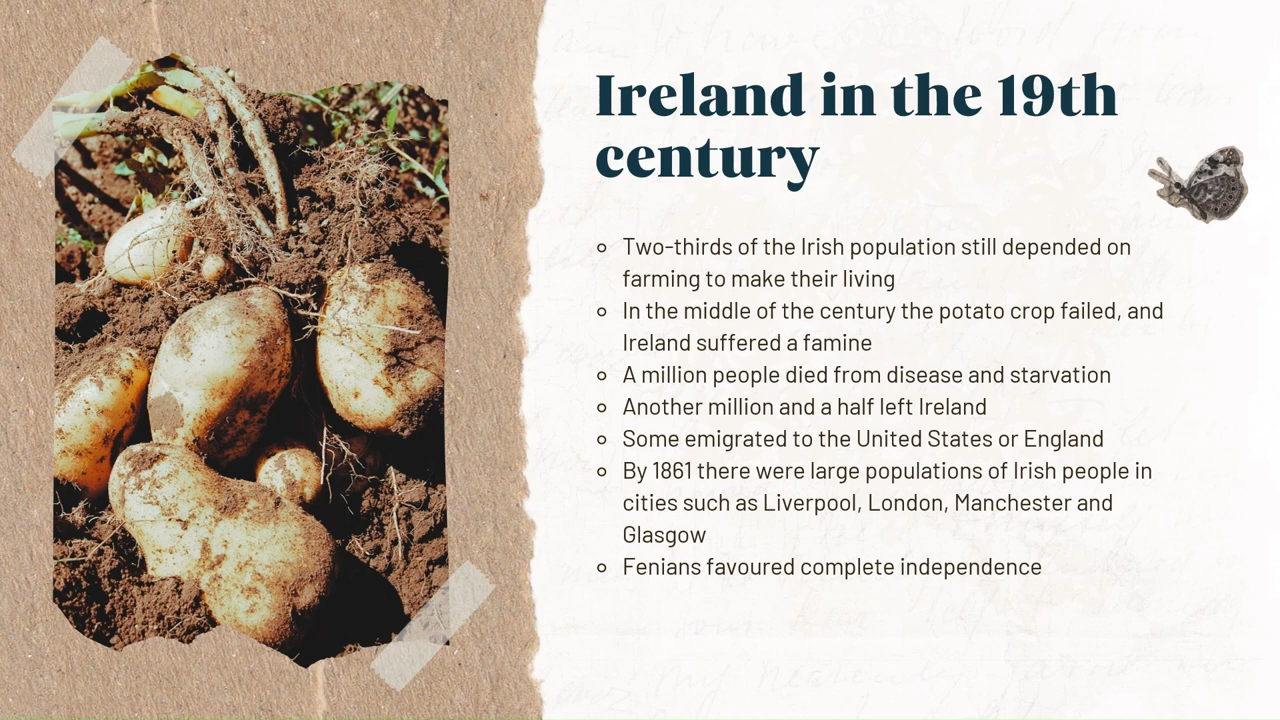 Ireland in the 19th
century
Two-thirds of the Irish population still depended on
farming to make their living
In the middle of the century the potato crop failed, and
Ireland suffered a famine
A million people died from disease and starvation
Another million and a half left Ireland
Some emigrated to the United States or England
By 1861 there were large populations of Irish people in
cities such as Liverpool, London, Manchester and
Glasgow
Fenians favoured complete independence